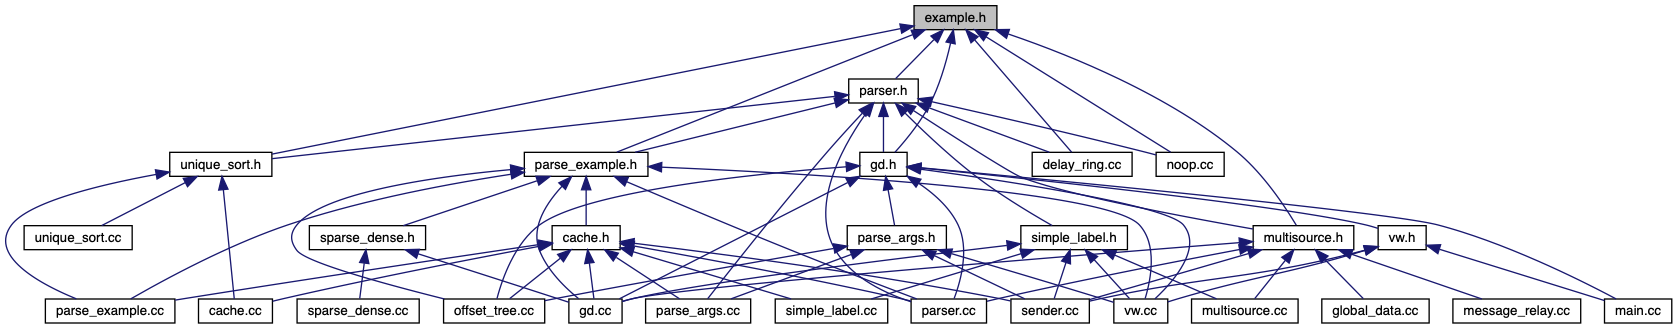 example.h
parser.h
unique_sort.h
parse_example.h
gd.h
delay_ring.cc
noop.cc
unique_sort.cc
sparse_dense.h
cache.h
parse_args.h
simple_label.h
multisource.h
vw.h
parse_example.cc
cache.cc
sparse_dense.cc
offset_tree.cc
gd.cc
parse_args.cc
simple_label.cc
parser.cc
sender.cc
vw.cc
multisource.cc
global_data.cc
message_relay.cc
main.cc